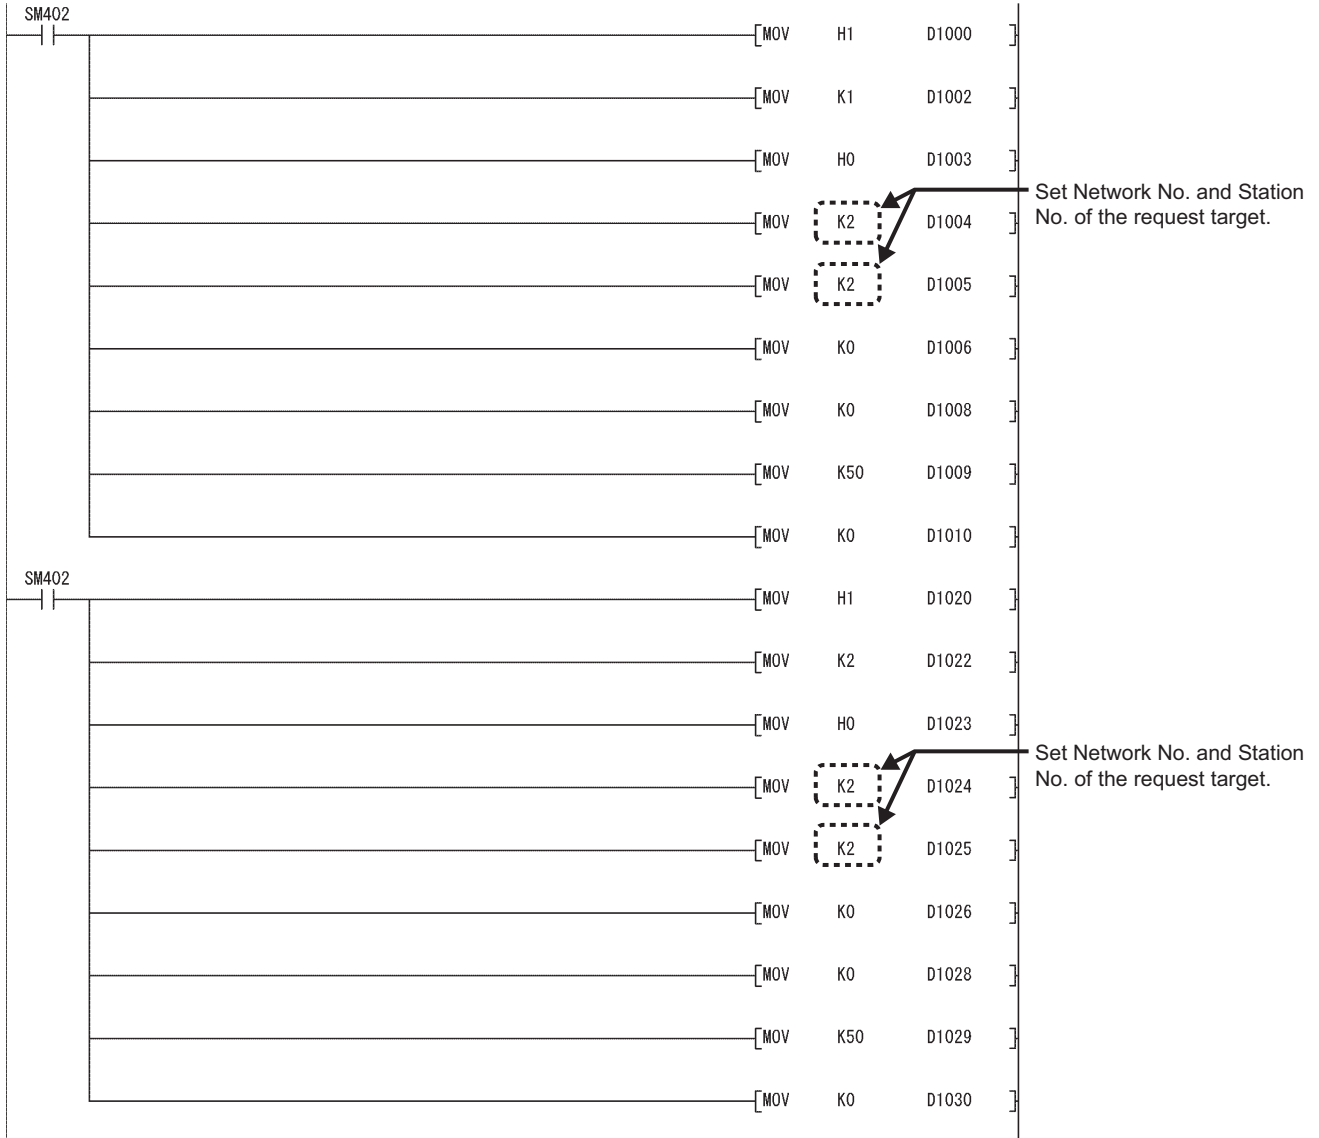 SM402
[MOV H1 D1000 ]
[MOV K1 D1002 ]
[MOV H0 D1003 ]
Set Network No. and Station
No. of the request target.
[MOV K2 D1004 ]
[MOV K2 D1005 ]
[MOV K0 D1006 ]
[MOV K0 D1008 ]
[MOV K50 D1009 ]
[MOV K0 D1010 ]
SM402
[MOV H1 D1020 ]
[MOV K2 D1022 ]
[MOV H0 D1023 ]
Set Network No. and Station
No. of the request target.
[MOV K2 D1024 ]
[MOV K2 D1025 ]
[MOV K0 D1026 ]
[MOV K0 D1028 ]
[MOV K50 D1029 ]
[MOV K0 D1030 ]